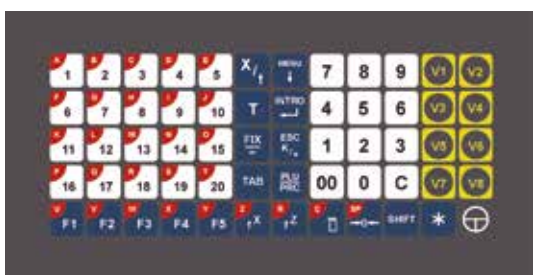 A 1 B 2 C 3 D 4 E 5 X/↑ MENU ↓ 7 8 9 V1 V2
6 7 8 9 10 T INTRO 4 5 6 V3 V4
K 11 L 12 M 13 N 14 O 15 FIX ESC 1 2 3 V5 V6
P 16 Q 17 R 18 S 19 T 20 TAB PLU PRC 00 0 C V7 V8
F1 F2 F3 F4 F5 ↑X ↑Z →0← SHIFT *